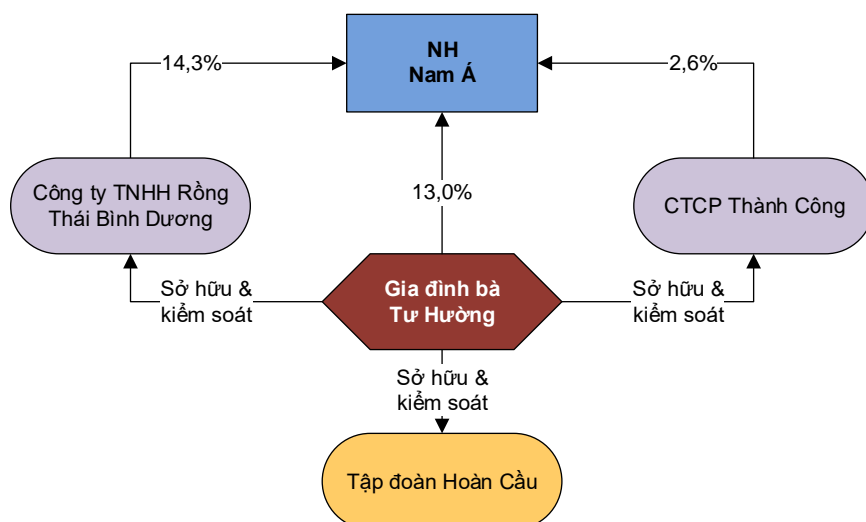 NH
Nam Á
14,3%
2,6%
13,0%
Công ty TNHH Rồng
Thái Bình Dương
CTCP Thành Công
Gia đình bà
Tư Hường
Sở hữu &
kiểm soát
Sở hữu &
kiểm soát
Sở hữu &
kiểm soát
Tập đoàn Hoàn Cầu